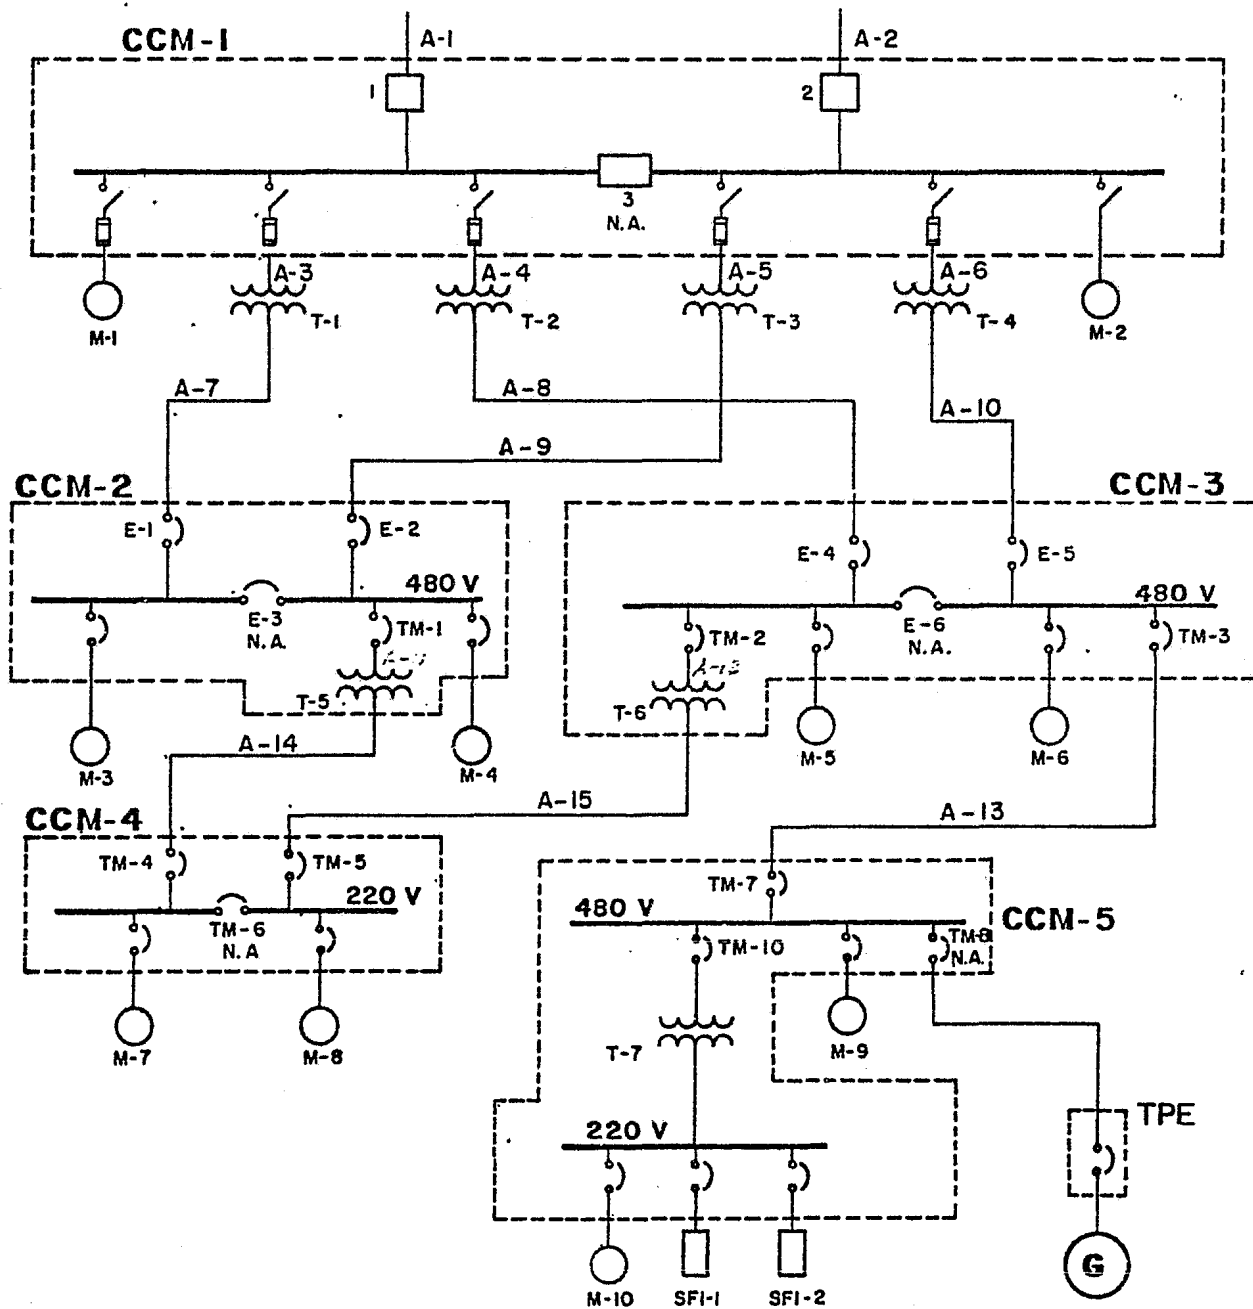 CCM-1
A-1
A-2
1
2
3
N.A.
A-3
A-4
A-5
A-6
M-1
T-1
T-2
T-3
T-4
M-2
A-7
A-8
A-10
A-9
CCM-2
CCM-3
E-1
E-2
E-4
E-5
480 V
480 V
E-3
N.A.
TM-1
TM-2
E-6
N.A.
TM-3
A-12
T-5
T-6
A-14
M-3
M-4
M-5
M-6
A-15
A-13
CCM-4
TM-4
TM-5
TM-7
220 V
480 V
CCM-5
TM-6
N.A
TM-10
TM-8
N.A.
M-7
M-8
T-7
M-9
TPE
220 V
G
M-10
SFI-1
SFI-2